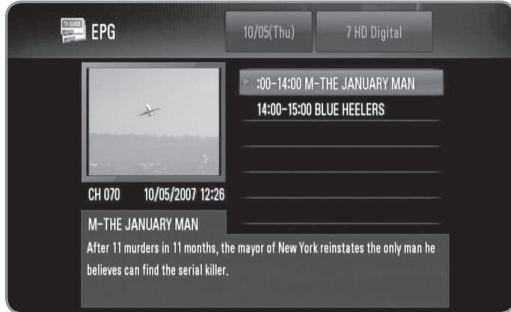 TV GUIDE
EPG
10/05(Thu)
7 HD Digital
:00-14:00 M-THE JANUARY MAN
14:00-15:00 BLUE HEELERS
CH 070 10/05/2007 12:26
M-THE JANUARY MAN
After 11 murders in 11 months, the mayor of New York reinstates the only man he
believes can find the serial killer.